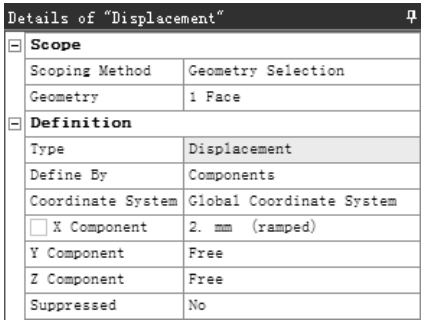 Details of "Displacement"
Scope
Scoping Method Geometry Selection
Geometry 1 Face
Definition
Type Displacement
Define By Components
Coordinate System Global Coordinate System
X Component 2. mm (ramped)
Y Component Free
Z Component Free
Suppressed No